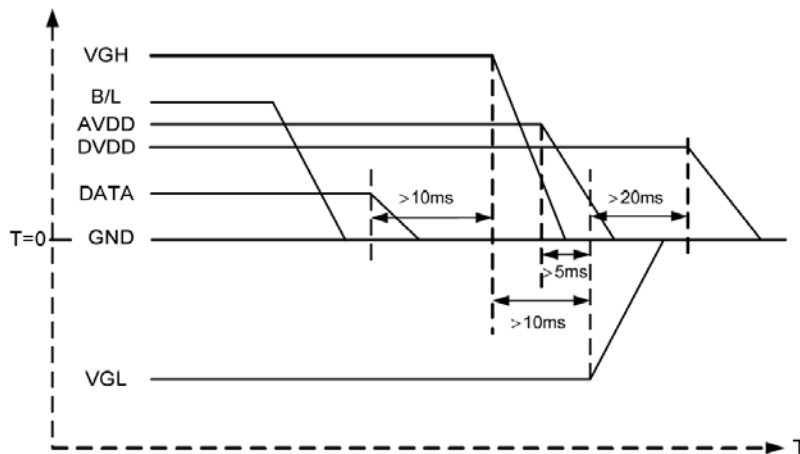 VGH
B/L
AVDD
DVDD
DATA
>10ms
>20ms
T=0
GND
>5ms
>10ms
VGL
T